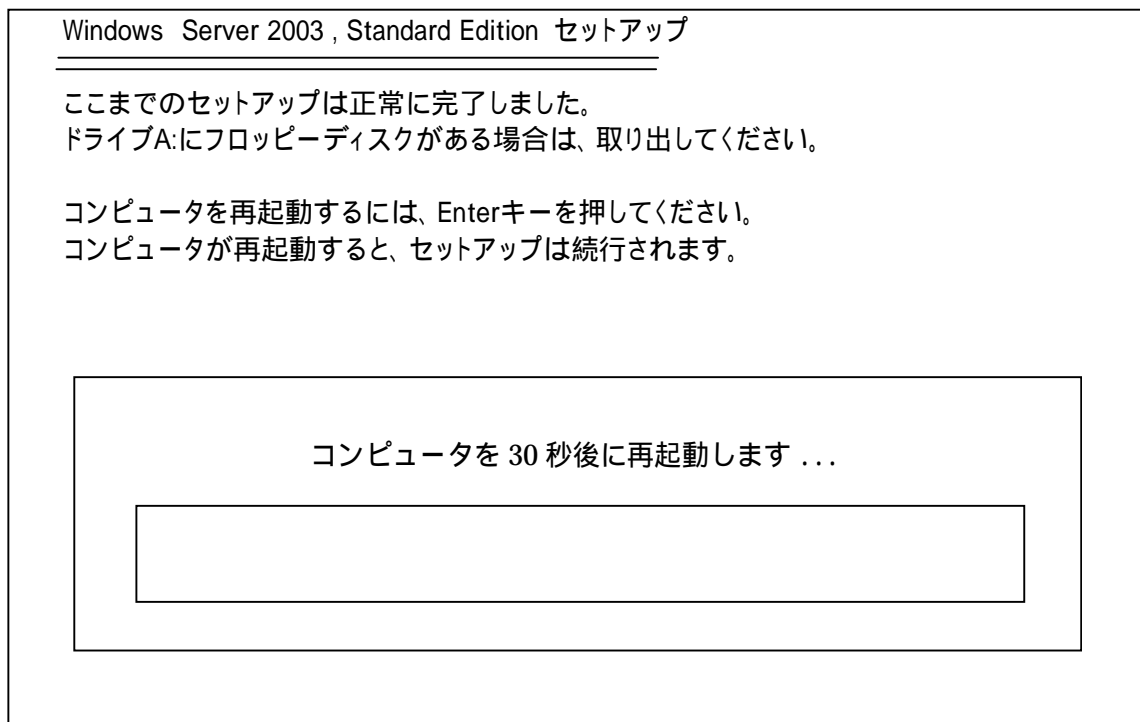 Windows Server 2003 , Standard Edition セットアップ
ここまでのセットアップは正常に完了しました。
ドライブA:にフロッピーディスクがある場合は、取り出してください。
コンピュータを再起動するには、Enterキーを押してください。
コンピュータが再起動すると、セットアップは続行されます。
コンピュータを 30 秒後に再起動します ...